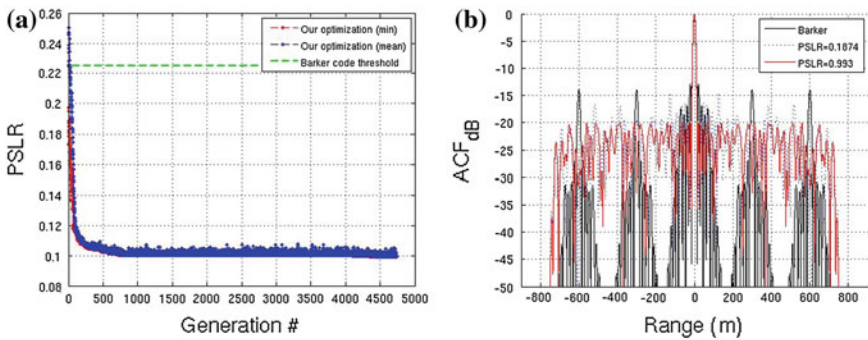 (a)
0.26
0.24
0.22
0.2
0.18
0.16
0.14
0.12
0.1
0.08
PSLR
0 500 1000 1500 2000 2500 3000 3500 4000 4500 5000
Generation #
Our optimization (min)
Our optimization (mean)
Barker code threshold
(b)
0
-5
-10
-15
-20
-25
-30
-35
-40
-45
-50
ACF dB
-800 -600 -400 -200 0 200 400 600 800
Range (m)
Barker
PSLR=0.1874
PSLR=0.993